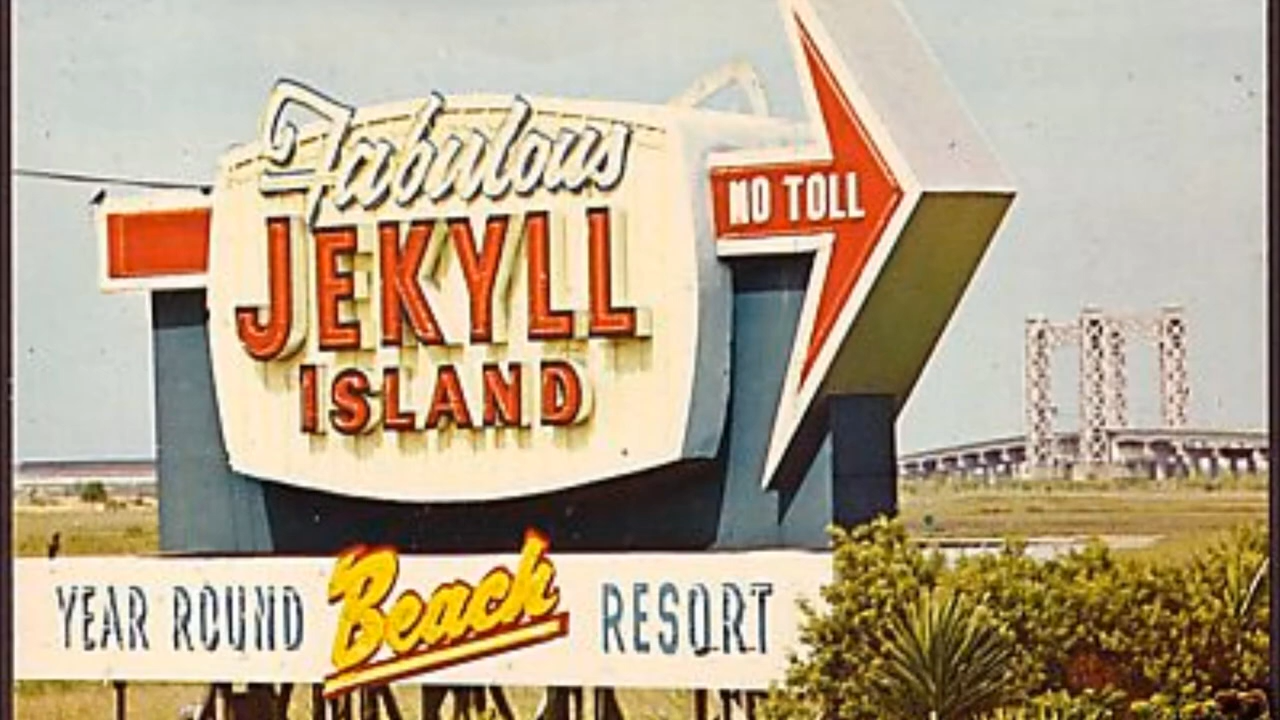 Fabulous
JEKYLL
ISLAND
NO TOLL
YEAR ROUND Beach RESORT